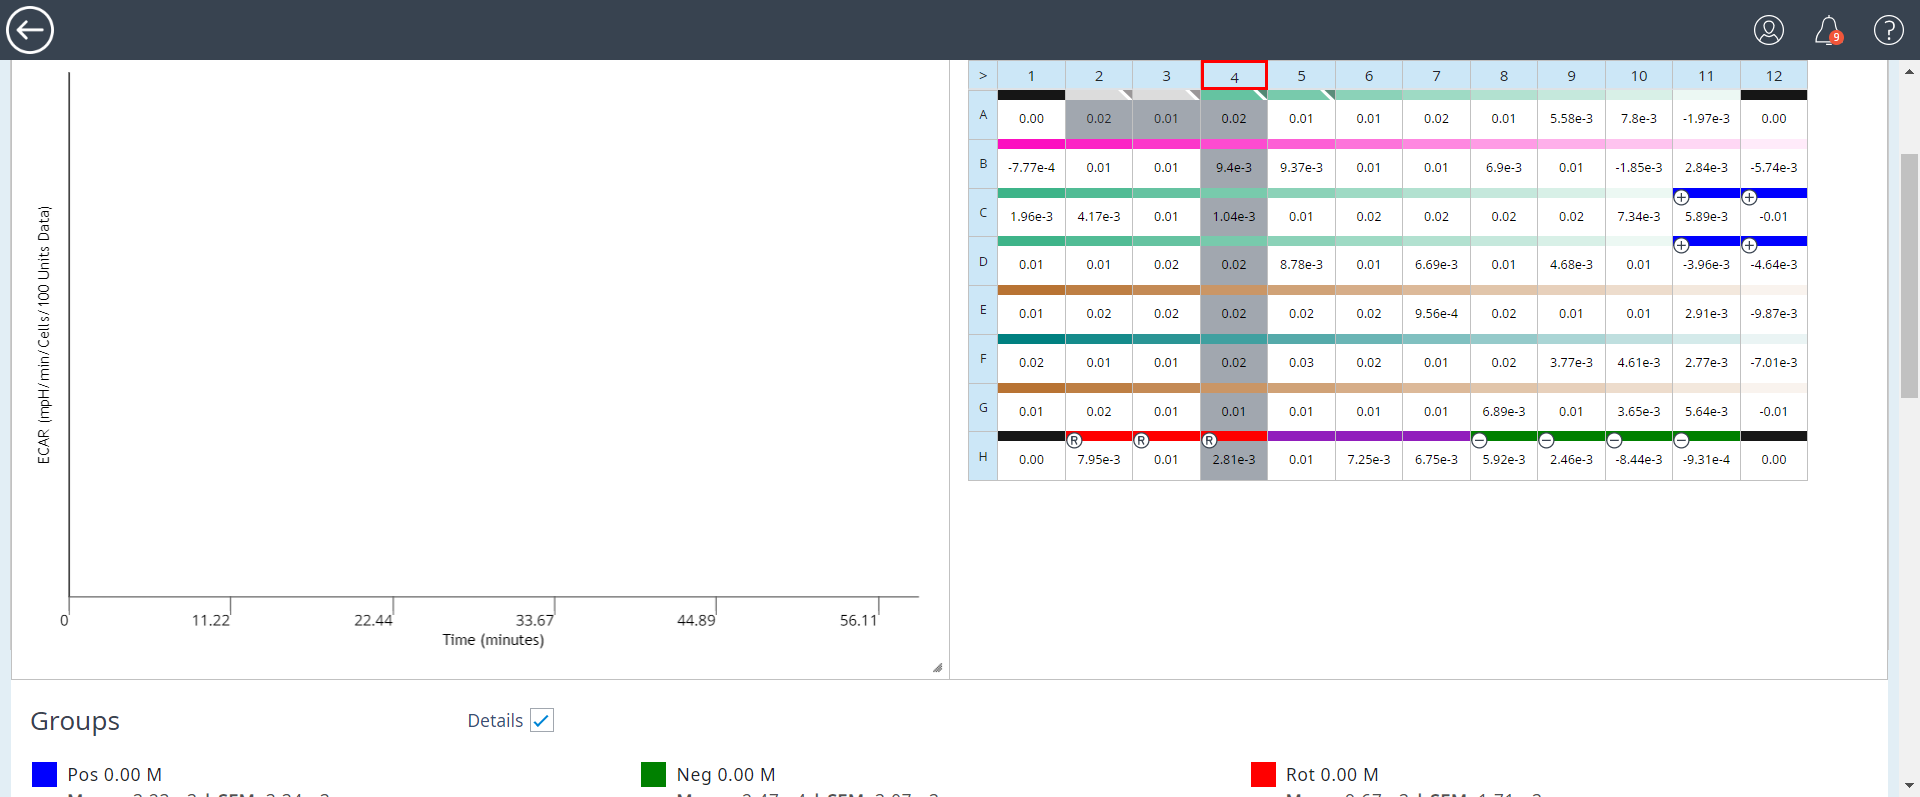 9
?
> 1 2 3 4 5 6 7 8 9 10 11 12
A 0.00 0.02 0.01 0.02 0.01 0.01 0.02 0.01 5.58e-3 7.8e-3 -1.97e-3 0.00
B -7.77e-4 0.01 0.01 9.4e-3 9.37e-3 0.01 0.01 6.9e-3 0.01 -1.85e-3 2.84e-3 -5.74e-3
C 1.96e-3 4.17e-3 0.01 1.04e-3 0.01 0.02 0.02 0.02 0.02 7.34e-3 5.89e-3 -0.01
D 0.01 0.01 0.02 0.02 8.78e-3 0.01 6.69e-3 0.01 4.68e-3 0.01 -3.96e-3 -4.64e-3
E 0.01 0.02 0.02 0.02 0.02 0.02 9.56e-4 0.02 0.01 0.01 2.91e-3 -9.87e-3
F 0.02 0.01 0.01 0.02 0.03 0.02 0.01 0.02 3.77e-3 4.61e-3 2.77e-3 -7.01e-3
G 0.01 0.02 0.01 0.01 0.01 0.01 0.01 6.89e-3 0.01 3.65e-3 5.64e-3 -0.01
R R R
H 0.00 7.95e-3 0.01 2.81e-3 0.01 7.25e-3 6.75e-3 5.92e-3 2.46e-3 -8.44e-3 -9.31e-4 0.00
ECAR (mpH/min/Cells/100 Units Data)
0 11.22 22.44 33.67 44.89 56.11
Time (minutes)
Groups
Details
Pos 0.00 M
Neg 0.00 M
Rot 0.00 M